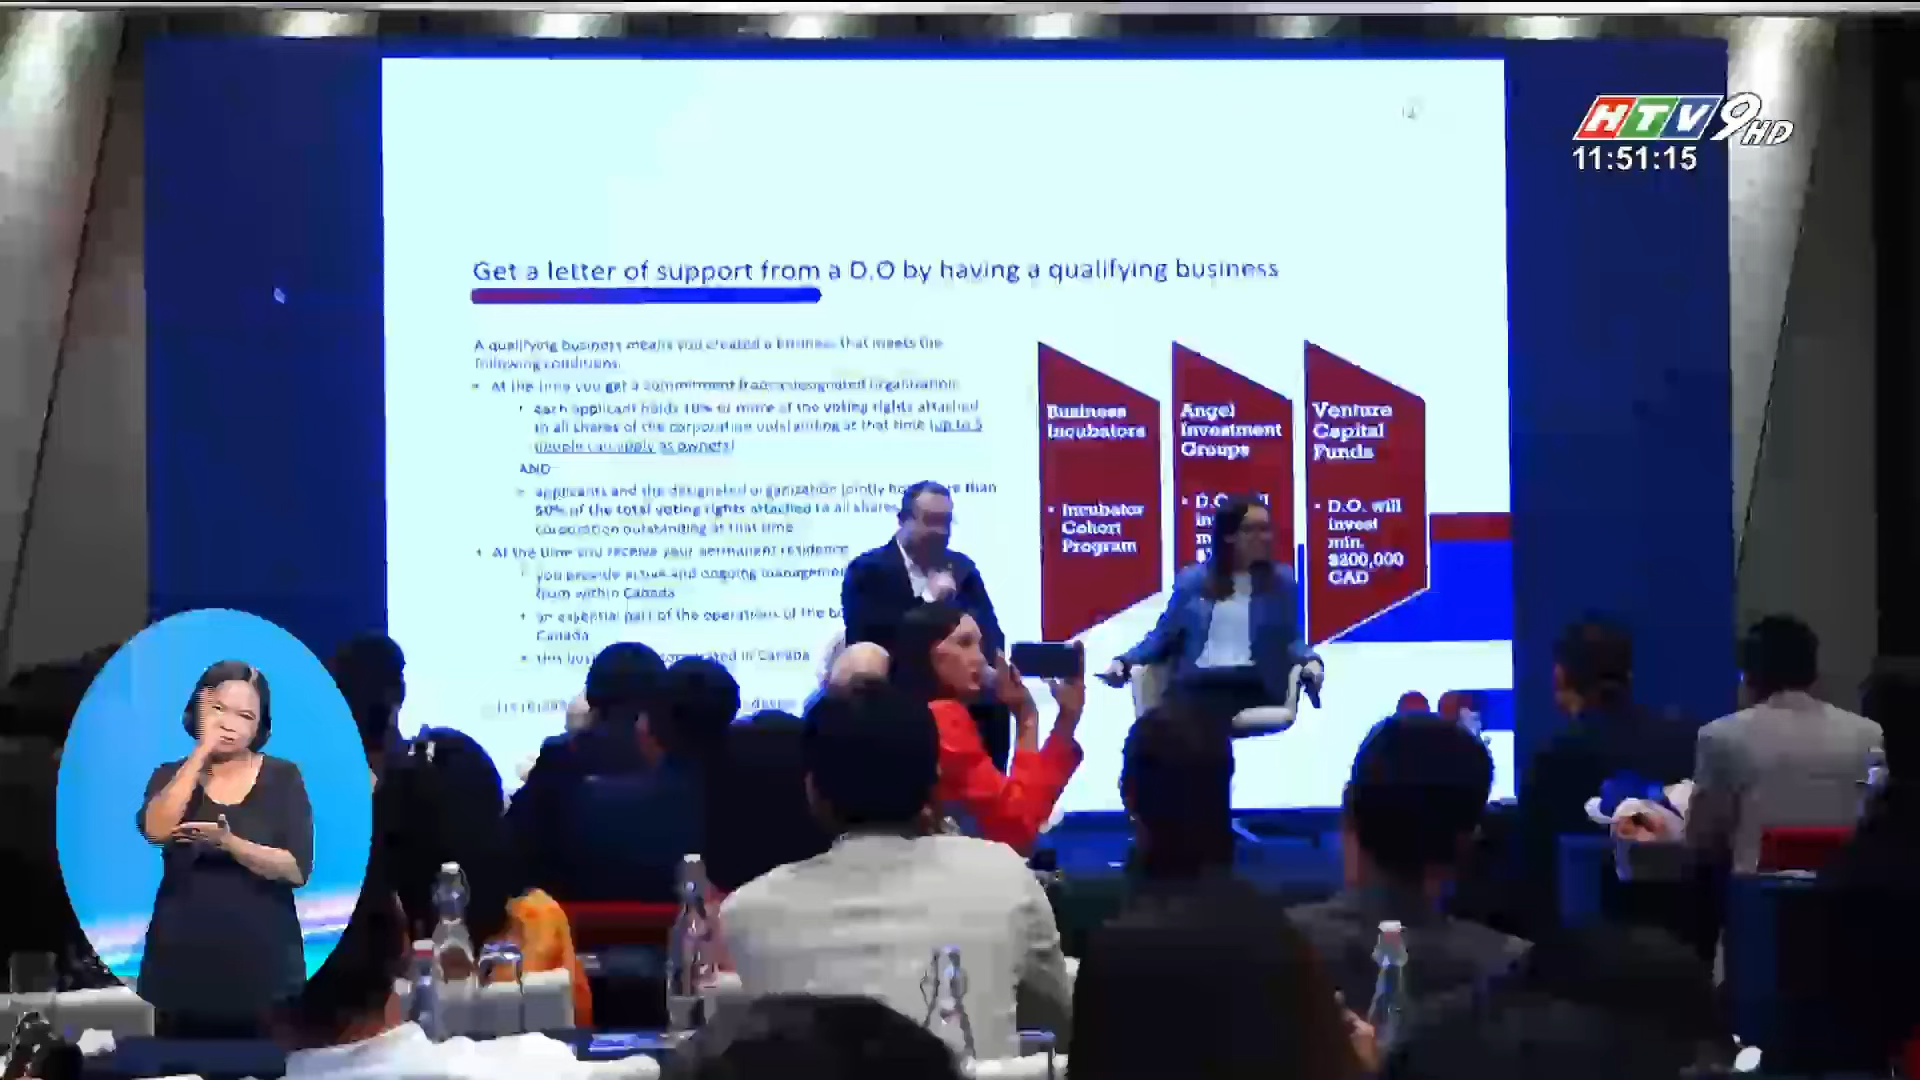 HTV9HD
11:51:15
Get a letter of support from a D.O by having a qualifying business
A qualifying business means you created a business that meets the
following conditions:
• At the time you get a commitment from a designated organization
• each applicant holds 10% or more of the voting rights attached
to all shares of the corporation outstanding at that time (up to 5
people can apply as owners)
AND
• applicants and the designated organization jointly than
50% of the total voting rights attached to all shares
corporation outstanding at that time
• At the time you receive your permanent residence
you provide active and ongoing
from within Canada
• an essential part of the operations of the
Canada
• this in Canada
Business
Incubators
• Incubator
Cohort
Program
Angel
Investment
Groups
• D.O.
Venture
Capital
Funds
• D.O. will
invest
min.
$200,000
CAD